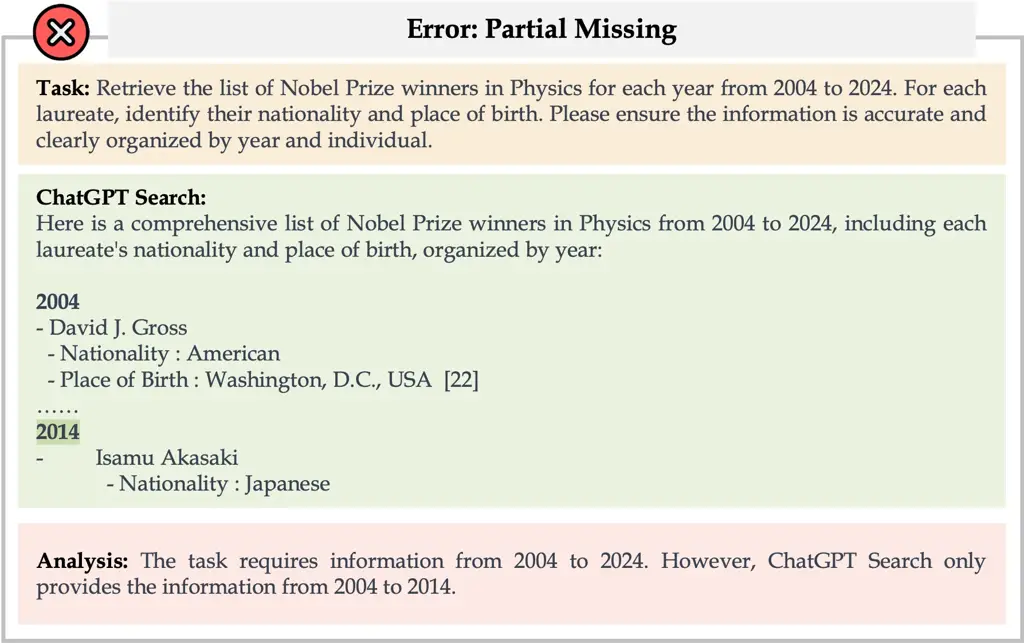 Error: Partial Missing
Task: Retrieve the list of Nobel Prize winners in Physics for each year from 2004 to 2024. For each
laureate, identify their nationality and place of birth. Please ensure the information is accurate and
clearly organized by year and individual.
ChatGPT Search:
Here is a comprehensive list of Nobel Prize winners in Physics from 2004 to 2024, including each
laureate's nationality and place of birth, organized by year:
2004
- David J. Gross
- Nationality : American
- Place of Birth : Washington, D.C., USA [22]
……
2014
- Isamu Akasaki
- Nationality : Japanese
Analysis: The task requires information from 2004 to 2024. However, ChatGPT Search only
provides the information from 2004 to 2014.